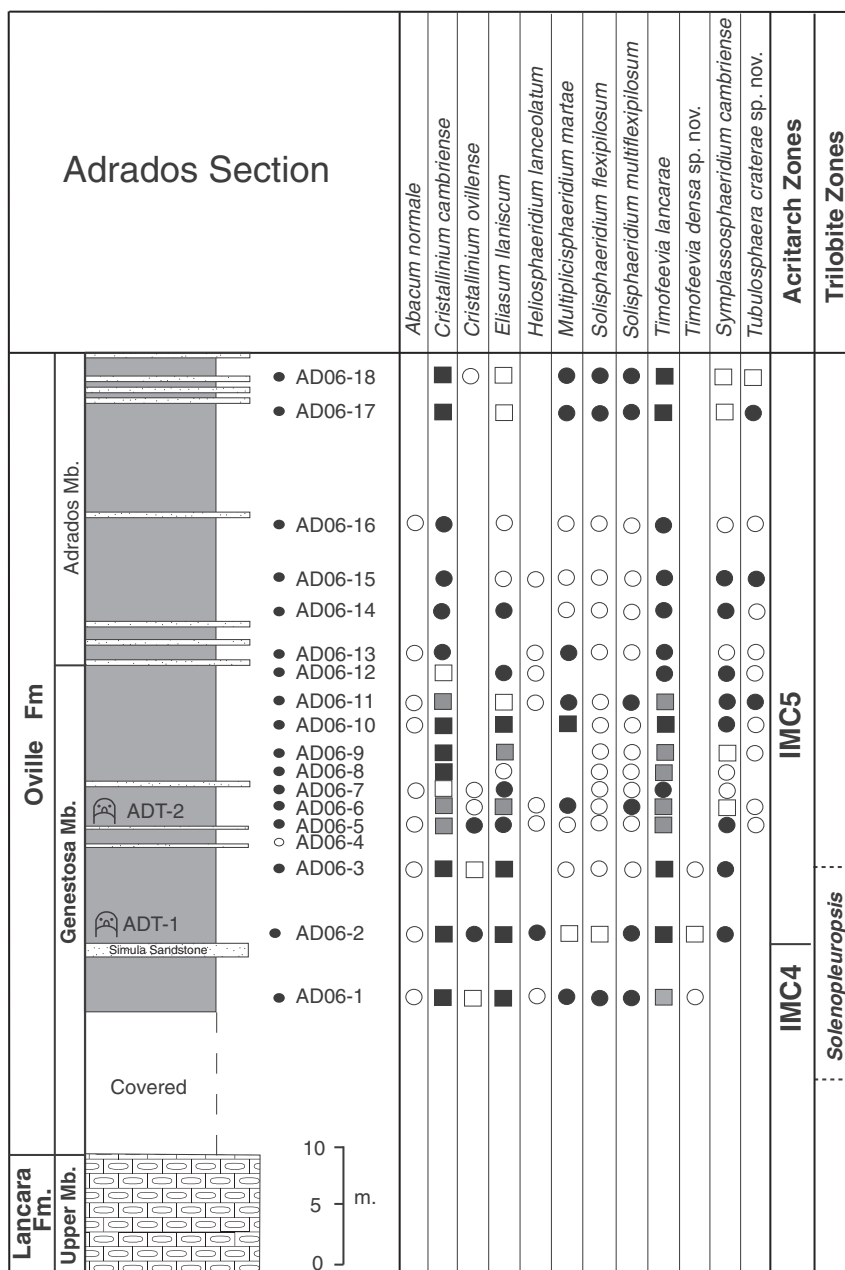 Adrados Section
Abacum normale
Cristallinium cambriense
Cristallinium ovillense
Eliasum llaniscum
Heliosphaeridium lanceolatum
Multiplicisphaeridium martae
Solisphaeridium flexipilosum
Solisphaeridium multiflexipilosum
Timofeevia lancarae
Timofeevia densa sp. nov.
Symplassosphaeridium cambriense
Tubulosphaera craterae sp. nov.
Acritarch Zones
Trilobite Zones
Oville Fm
Adrados Mb.
Genestosa Mb.
AD06-18
AD06-17
AD06-16
AD06-15
AD06-14
AD06-13
AD06-12
AD06-11
AD06-10
AD06-9
AD06-8
AD06-7
AD06-6
AD06-5
AD06-4
AD06-3
AD06-2
AD06-1
ADT-2
ADT-1
Simula Sandstone
Covered
IMC5
IMC4
Solenopleuropsis
Lancara
Fm.
Upper Mb.
10
5
0
m.